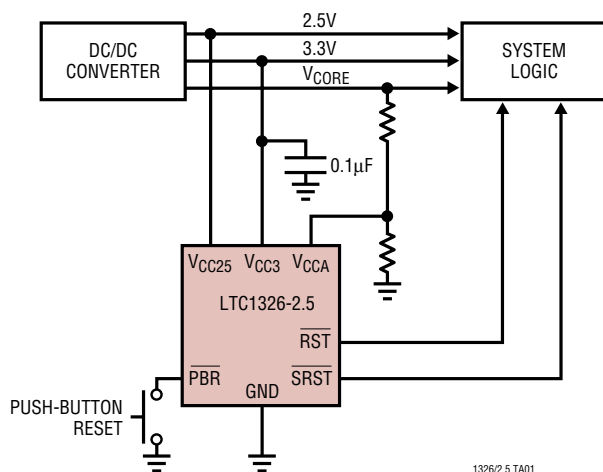 2.5V
DC/DC
CONVERTER
3.3V
SYSTEM
LOGIC
VCORE
0.1µF
VCC25 VCC3 VCCA
LTC1326-2.5
RST
PBR
SRST
GND
PUSH-BUTTON
RESET
1326/2.5 TA01